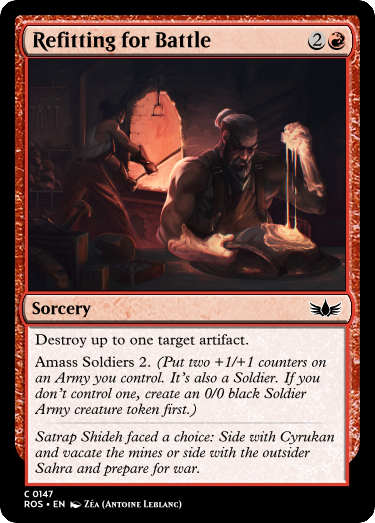 Refitting for Battle 2
Sorcery
Destroy up to one target artifact.
Amass Soldiers 2. (Put two +1/+1 counters on
an Army you control. It's also a Soldier. If you
don't control one, create an 0/0 black Soldier
Army creature token first.)
Satrap Shideh faced a choice: Side with Cyrukan
and vacate the mines or side with the outsider
Sahra and prepare for war.
C 0147
ROS • EN Zéa (Antoine Leblanc)